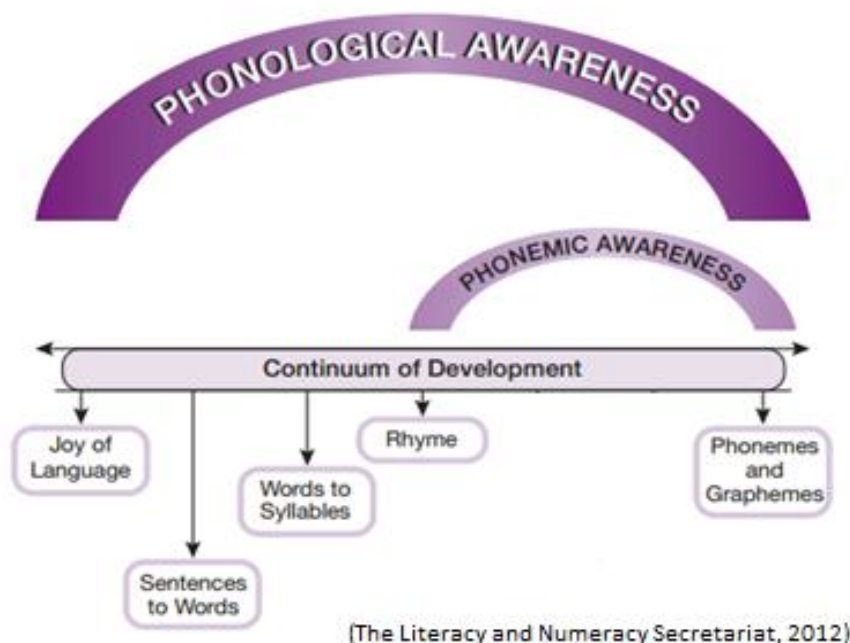 PHONOLOGICAL AWARENESS
PHONEMIC AWARENESS
Continuum of Development
Joy of
Language
Sentences
to Words
Words to
Syllables
Rhyme
Phonemes
and
Graphemes
(The Literacy and Numeracy Secretariat, 2012)